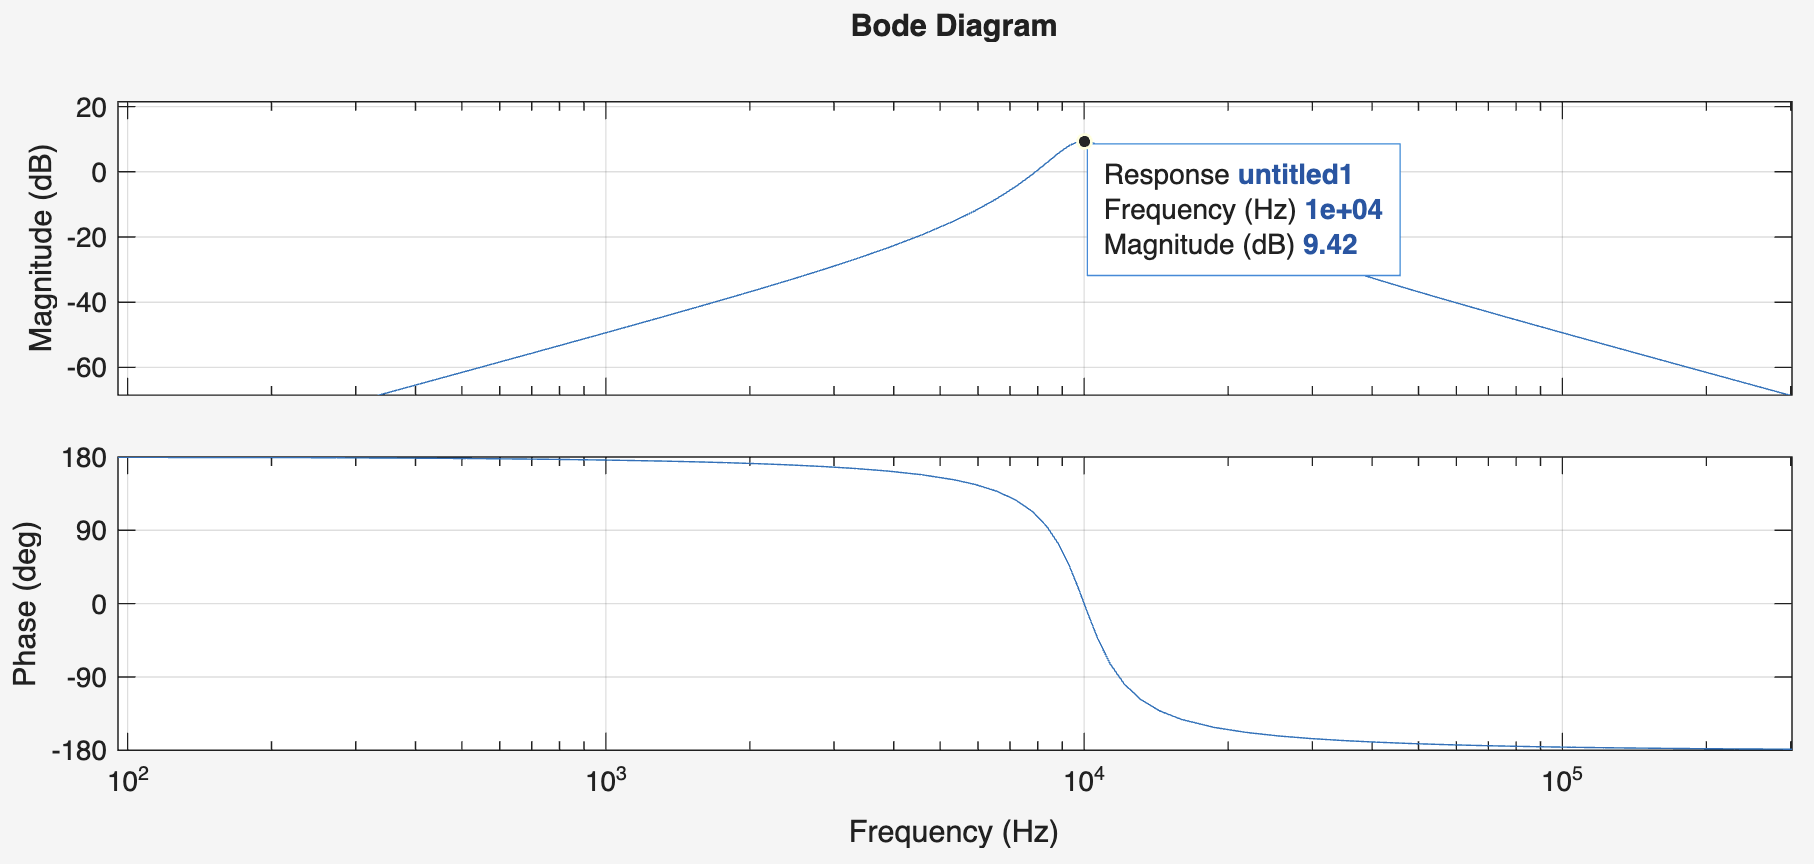 Bode Diagram
20
0
-20
-40
-60
Magnitude (dB)
Response untitled1
Frequency (Hz) 1e+04
Magnitude (dB) 9.42
180
90
0
-90
-180
Phase (deg)
10² 10³ 10⁴ 10⁵
Frequency (Hz)